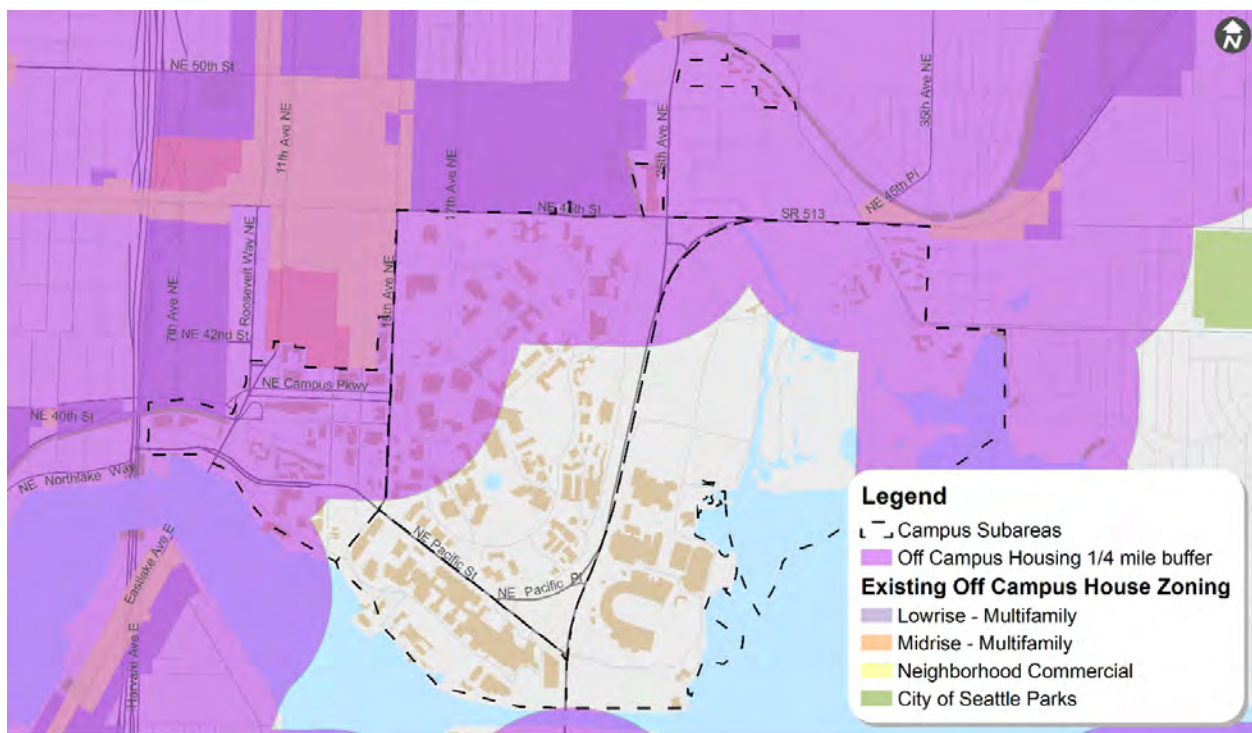 N
NE 50th St
35th Ave NE
25th Ave NE
11th Ave NE
17th Ave NE
NE 45th Pl
NE 45th St
SR 513
Roosevelt Way NE
15th Ave NE
7th Ave NE
NE 42nd St
NE Campus Pkwy
NE 40th St
NE Northlake Way
NE Pacific St
NE Pacific Pl
Eastlake Ave E
Harvard Ave E
Legend
Campus Subareas
Off Campus Housing 1/4 mile buffer
Existing Off Campus House Zoning
Lowrise - Multifamily
Midrise - Multifamily
Neighborhood Commercial
City of Seattle Parks